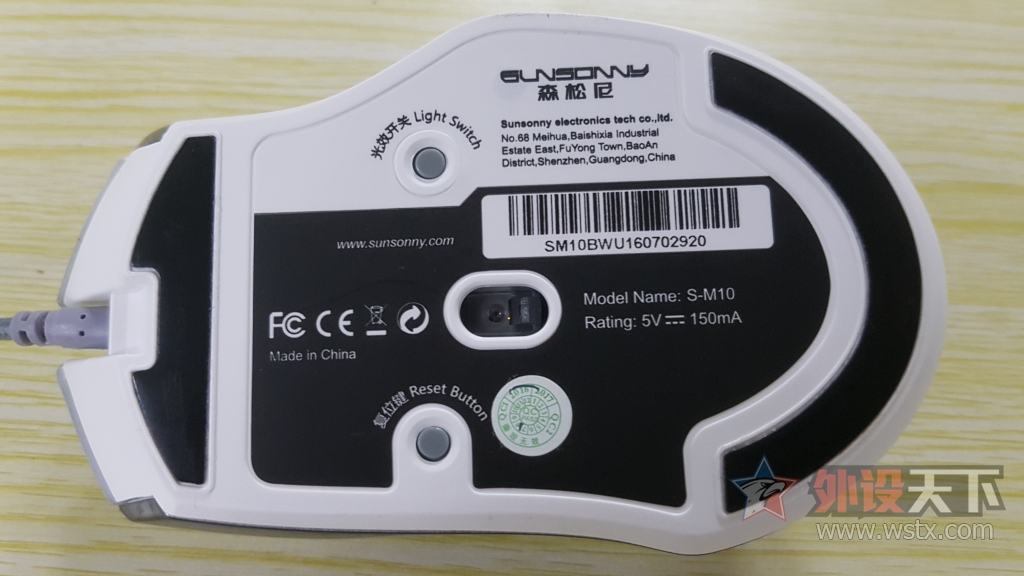 SUNSONNY
森松尼
Sunsonny electronics tech co.,ltd.
No.68 Meihua,Baishixia Industrial
Estate East,FuYong Town,BaoAn
District,Shenzhen,Guangdong,China
光效开关 Light Switch
SM10BWU160702920
www.sunsonny.com
Model Name: S-M10
Rating: 5V 150mA
FC CE
Made in China
复位键 Reset Button
2016 2017
外设天下
www.wstx.com